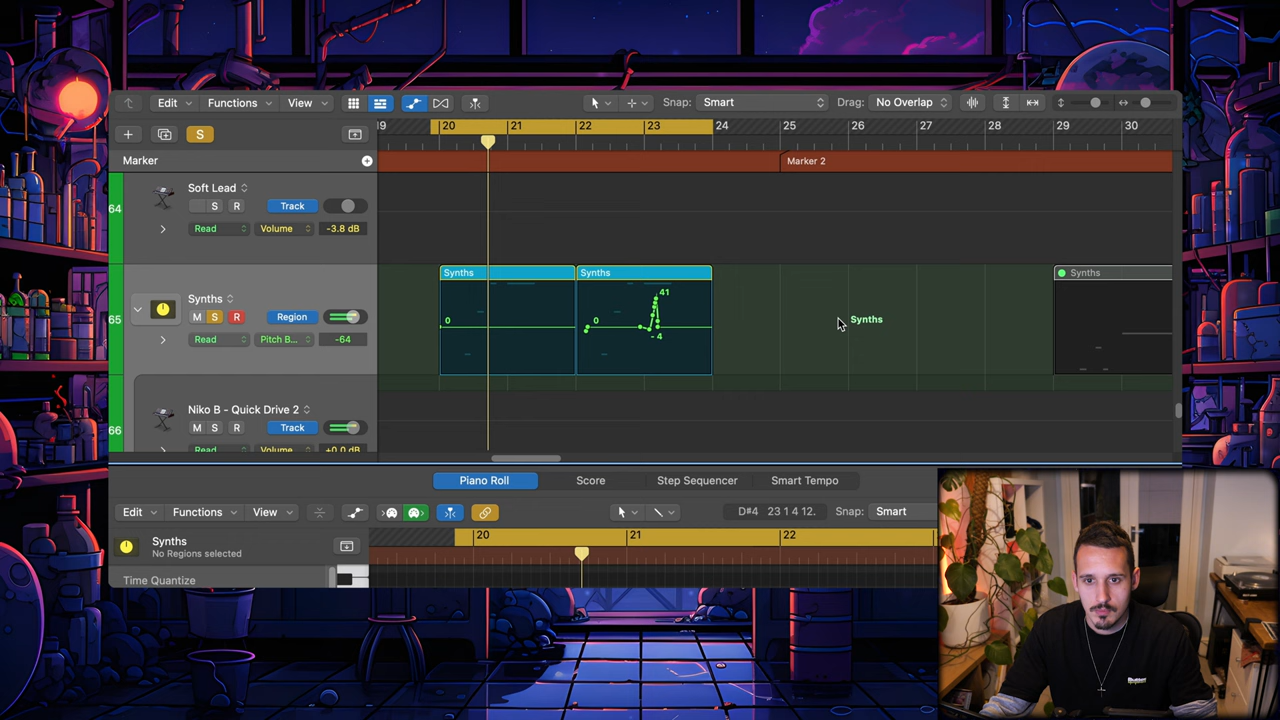 Edit Functions View Snap: Smart Drag: No Overlap
S 9 20 21 22 23 24 25 26 27 28 29 30
Marker Marker 2
64 Soft Lead
S R Track
Read Volume -3.8 dB
Synths Synths Synths
65 Synths
M S R Region
0 0 41 - 4 Synths
Read Pitch B... -64
66 Niko B - Quick Drive 2
M S R Track
Read Volume +0.0 dB
Piano Roll Score Step Sequencer Smart Tempo
Edit Functions View D#4 23 1 4 12. Snap: Smart
Synths 20 21 22
No Regions selected
Time Quantize